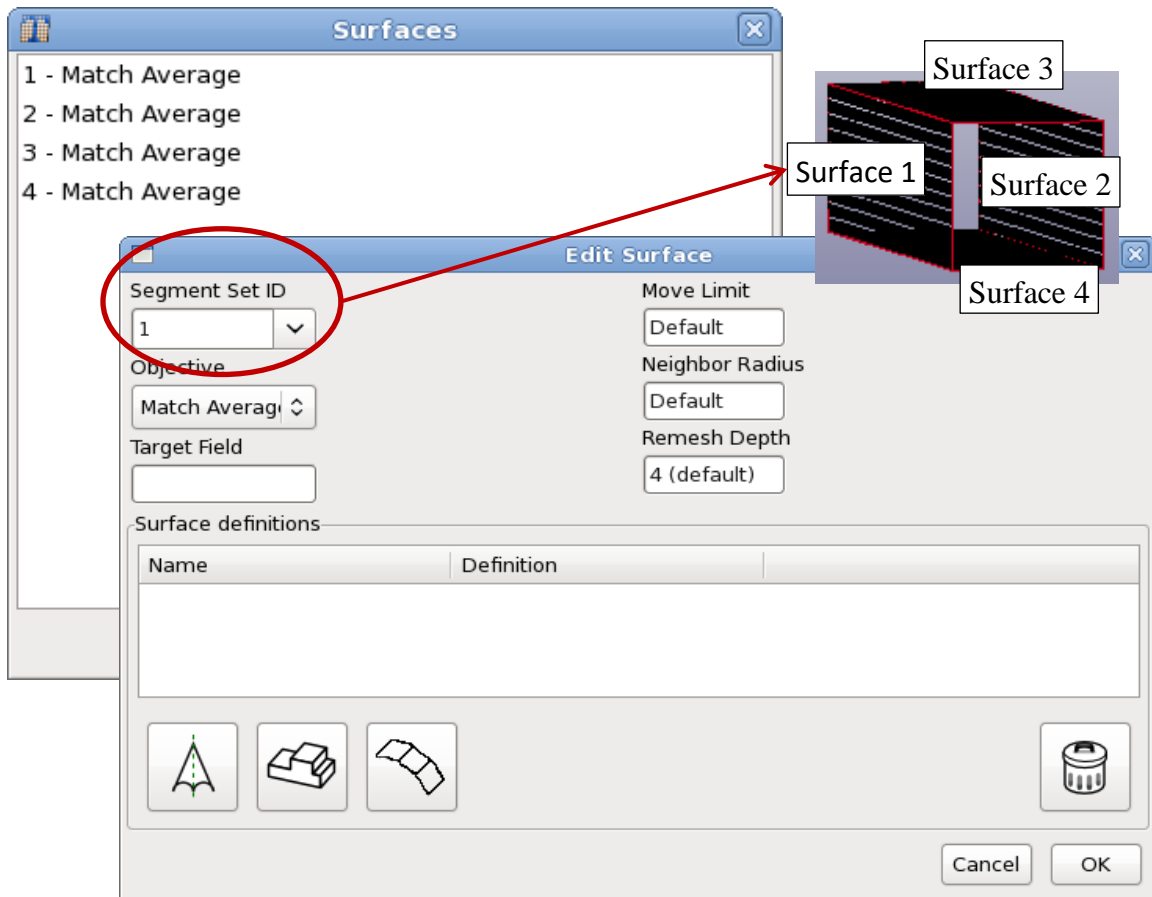 Surfaces
1 - Match Average
2 - Match Average
3 - Match Average
4 - Match Average
Surface 3
Surface 1
Surface 2
Surface 4
Edit Surface
Segment Set ID
1
Objective
Match Averag
Target Field
Move Limit
Default
Neighbor Radius
Default
Remesh Depth
4 (default)
Surface definitions
Name Definition
Cancel OK